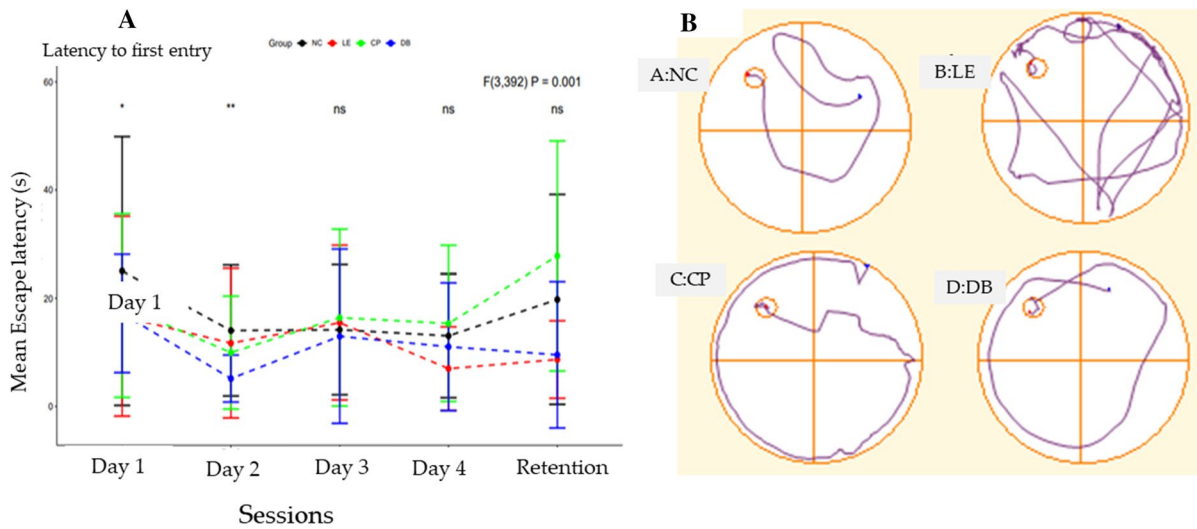 A
Latency to first entry
Group NC LE CP DB
F(3,392) P = 0.001
* ** ns ns ns
60
40
20
0
Day 1
Mean Escape latency (s)
Day 1 Day 2 Day 3 Day 4 Retention
Sessions
B
A:NC
B:LE
C:CP
D:DB